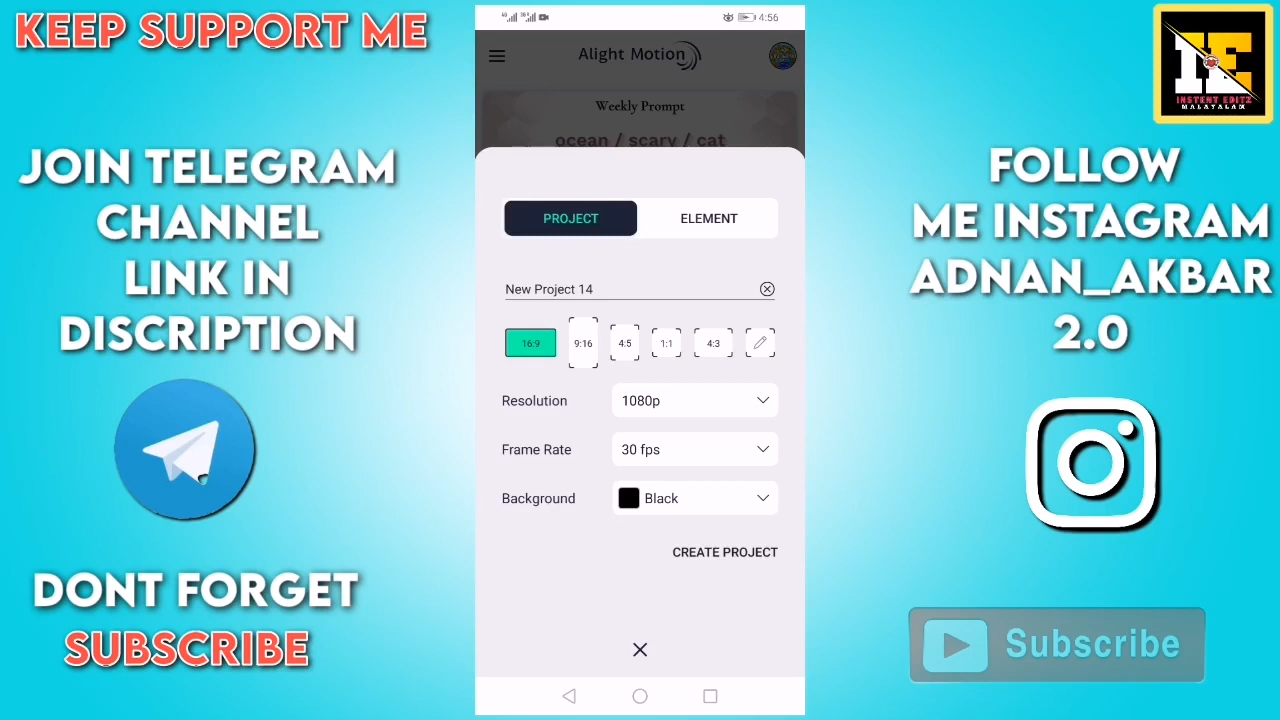 KEEP SUPPORT ME
JOIN TELEGRAM
CHANNEL
LINK IN
DISCRIPTION
DONT FORGET
SUBSCRIBE
4:56
Alight Motion
Weekly Prompt
ocean / scary / cat
PROJECT
ELEMENT
New Project 14
16:9
9:16
4:5
1:1
4:3
Resolution
1080p
Frame Rate
30 fps
Background
Black
CREATE PROJECT
IE
INSTENT EDITZ
MALAYALAM
FOLLOW
ME INSTAGRAM
ADNAN_AKBAR
2.0
Subscribe